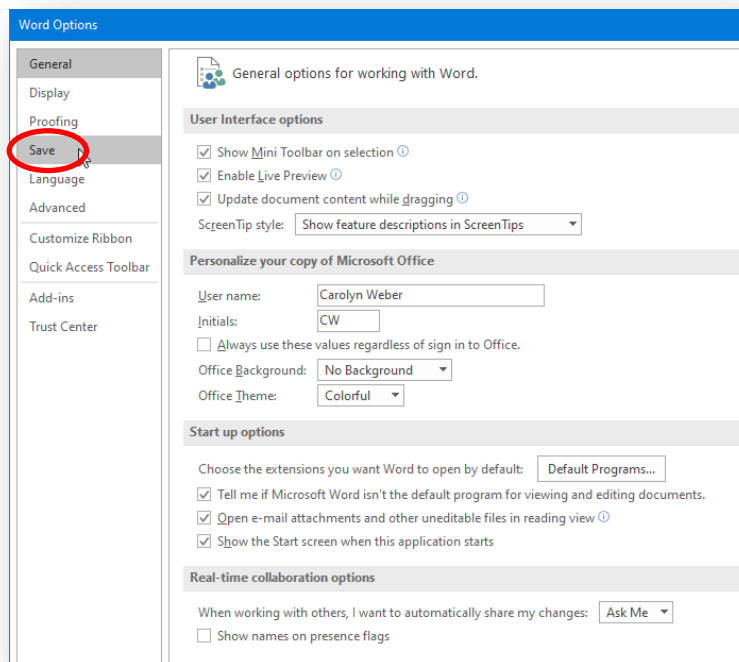 Word Options
General
Display
Proofing
Save
Language
Advanced
Customize Ribbon
Quick Access Toolbar
Add-ins
Trust Center
General options for working with Word.
User Interface options
Show Mini Toolbar on selection
Enable Live Preview
Update document content while dragging
ScreenTip style: Show feature descriptions in ScreenTips
Personalize your copy of Microsoft Office
User name: Carolyn Weber
Initials: CW
Always use these values regardless of sign in to Office.
Office Background: No Background
Office Theme: Colorful
Start up options
Choose the extensions you want Word to open by default: Default Programs...
Tell me if Microsoft Word isn't the default program for viewing and editing documents.
Open e-mail attachments and other uneditable files in reading view
Show the Start screen when this application starts
Real-time collaboration options
When working with others, I want to automatically share my changes: Ask Me
Show names on presence flags